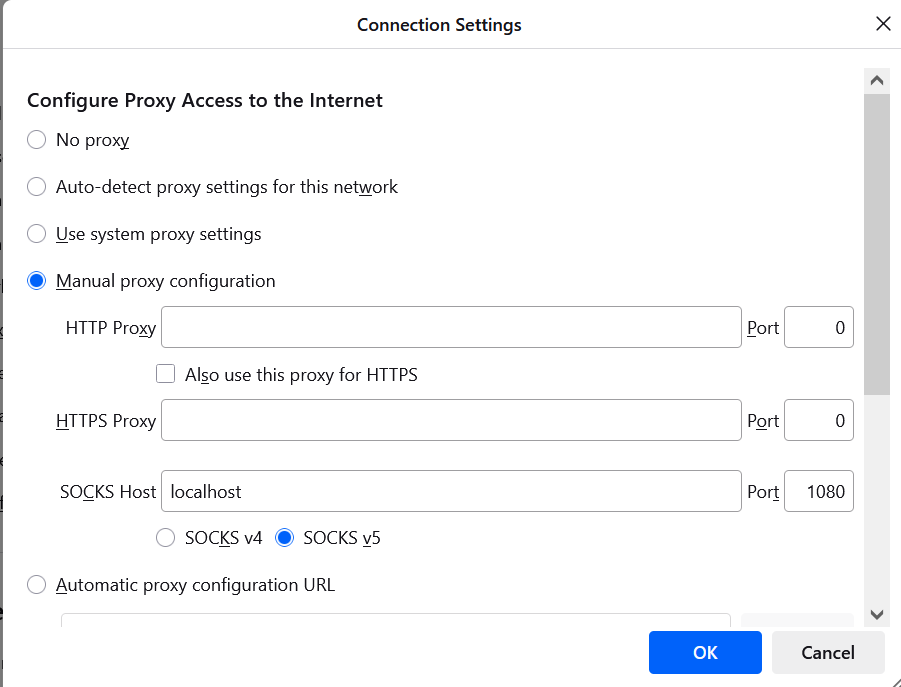 Connection Settings
Configure Proxy Access to the Internet
No proxy
Auto-detect proxy settings for this network
Use system proxy settings
Manual proxy configuration
HTTP Proxy Port 0
Also use this proxy for HTTPS
HTTPS Proxy Port 0
SOCKS Host localhost Port 1080
SOCKS v4 SOCKS v5
Automatic proxy configuration URL
OK Cancel